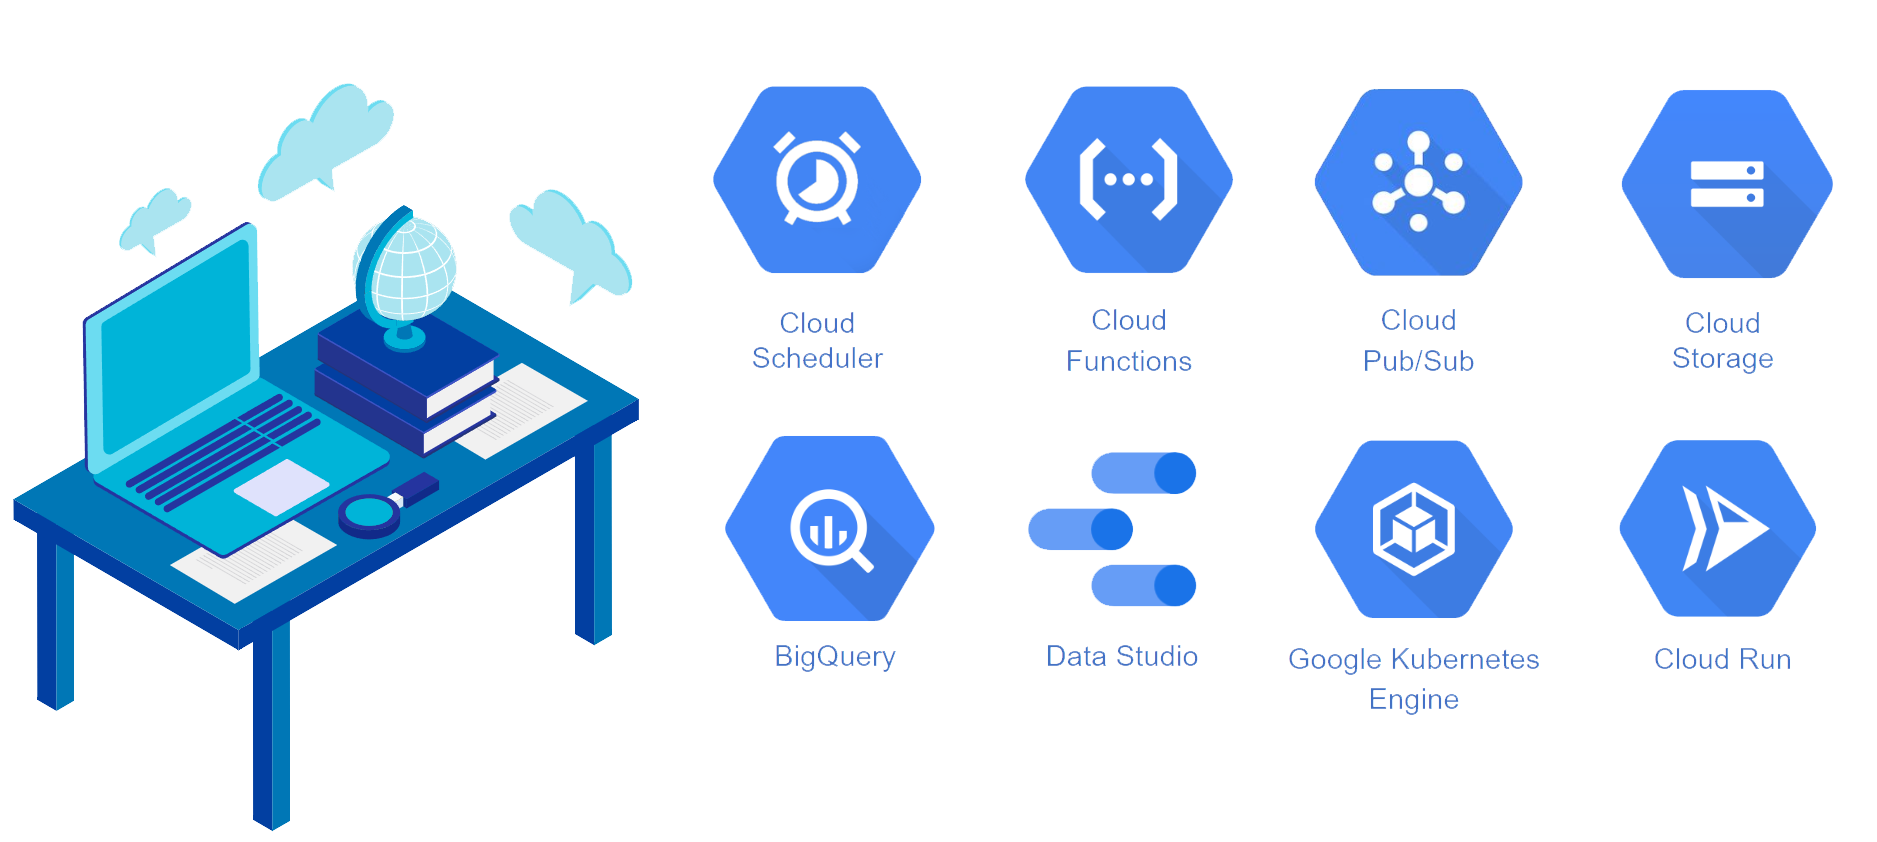 Cloud
Scheduler
Cloud
Functions
Cloud
Pub/Sub
Cloud
Storage
BigQuery
Data Studio
Google Kubernetes
Engine
Cloud Run